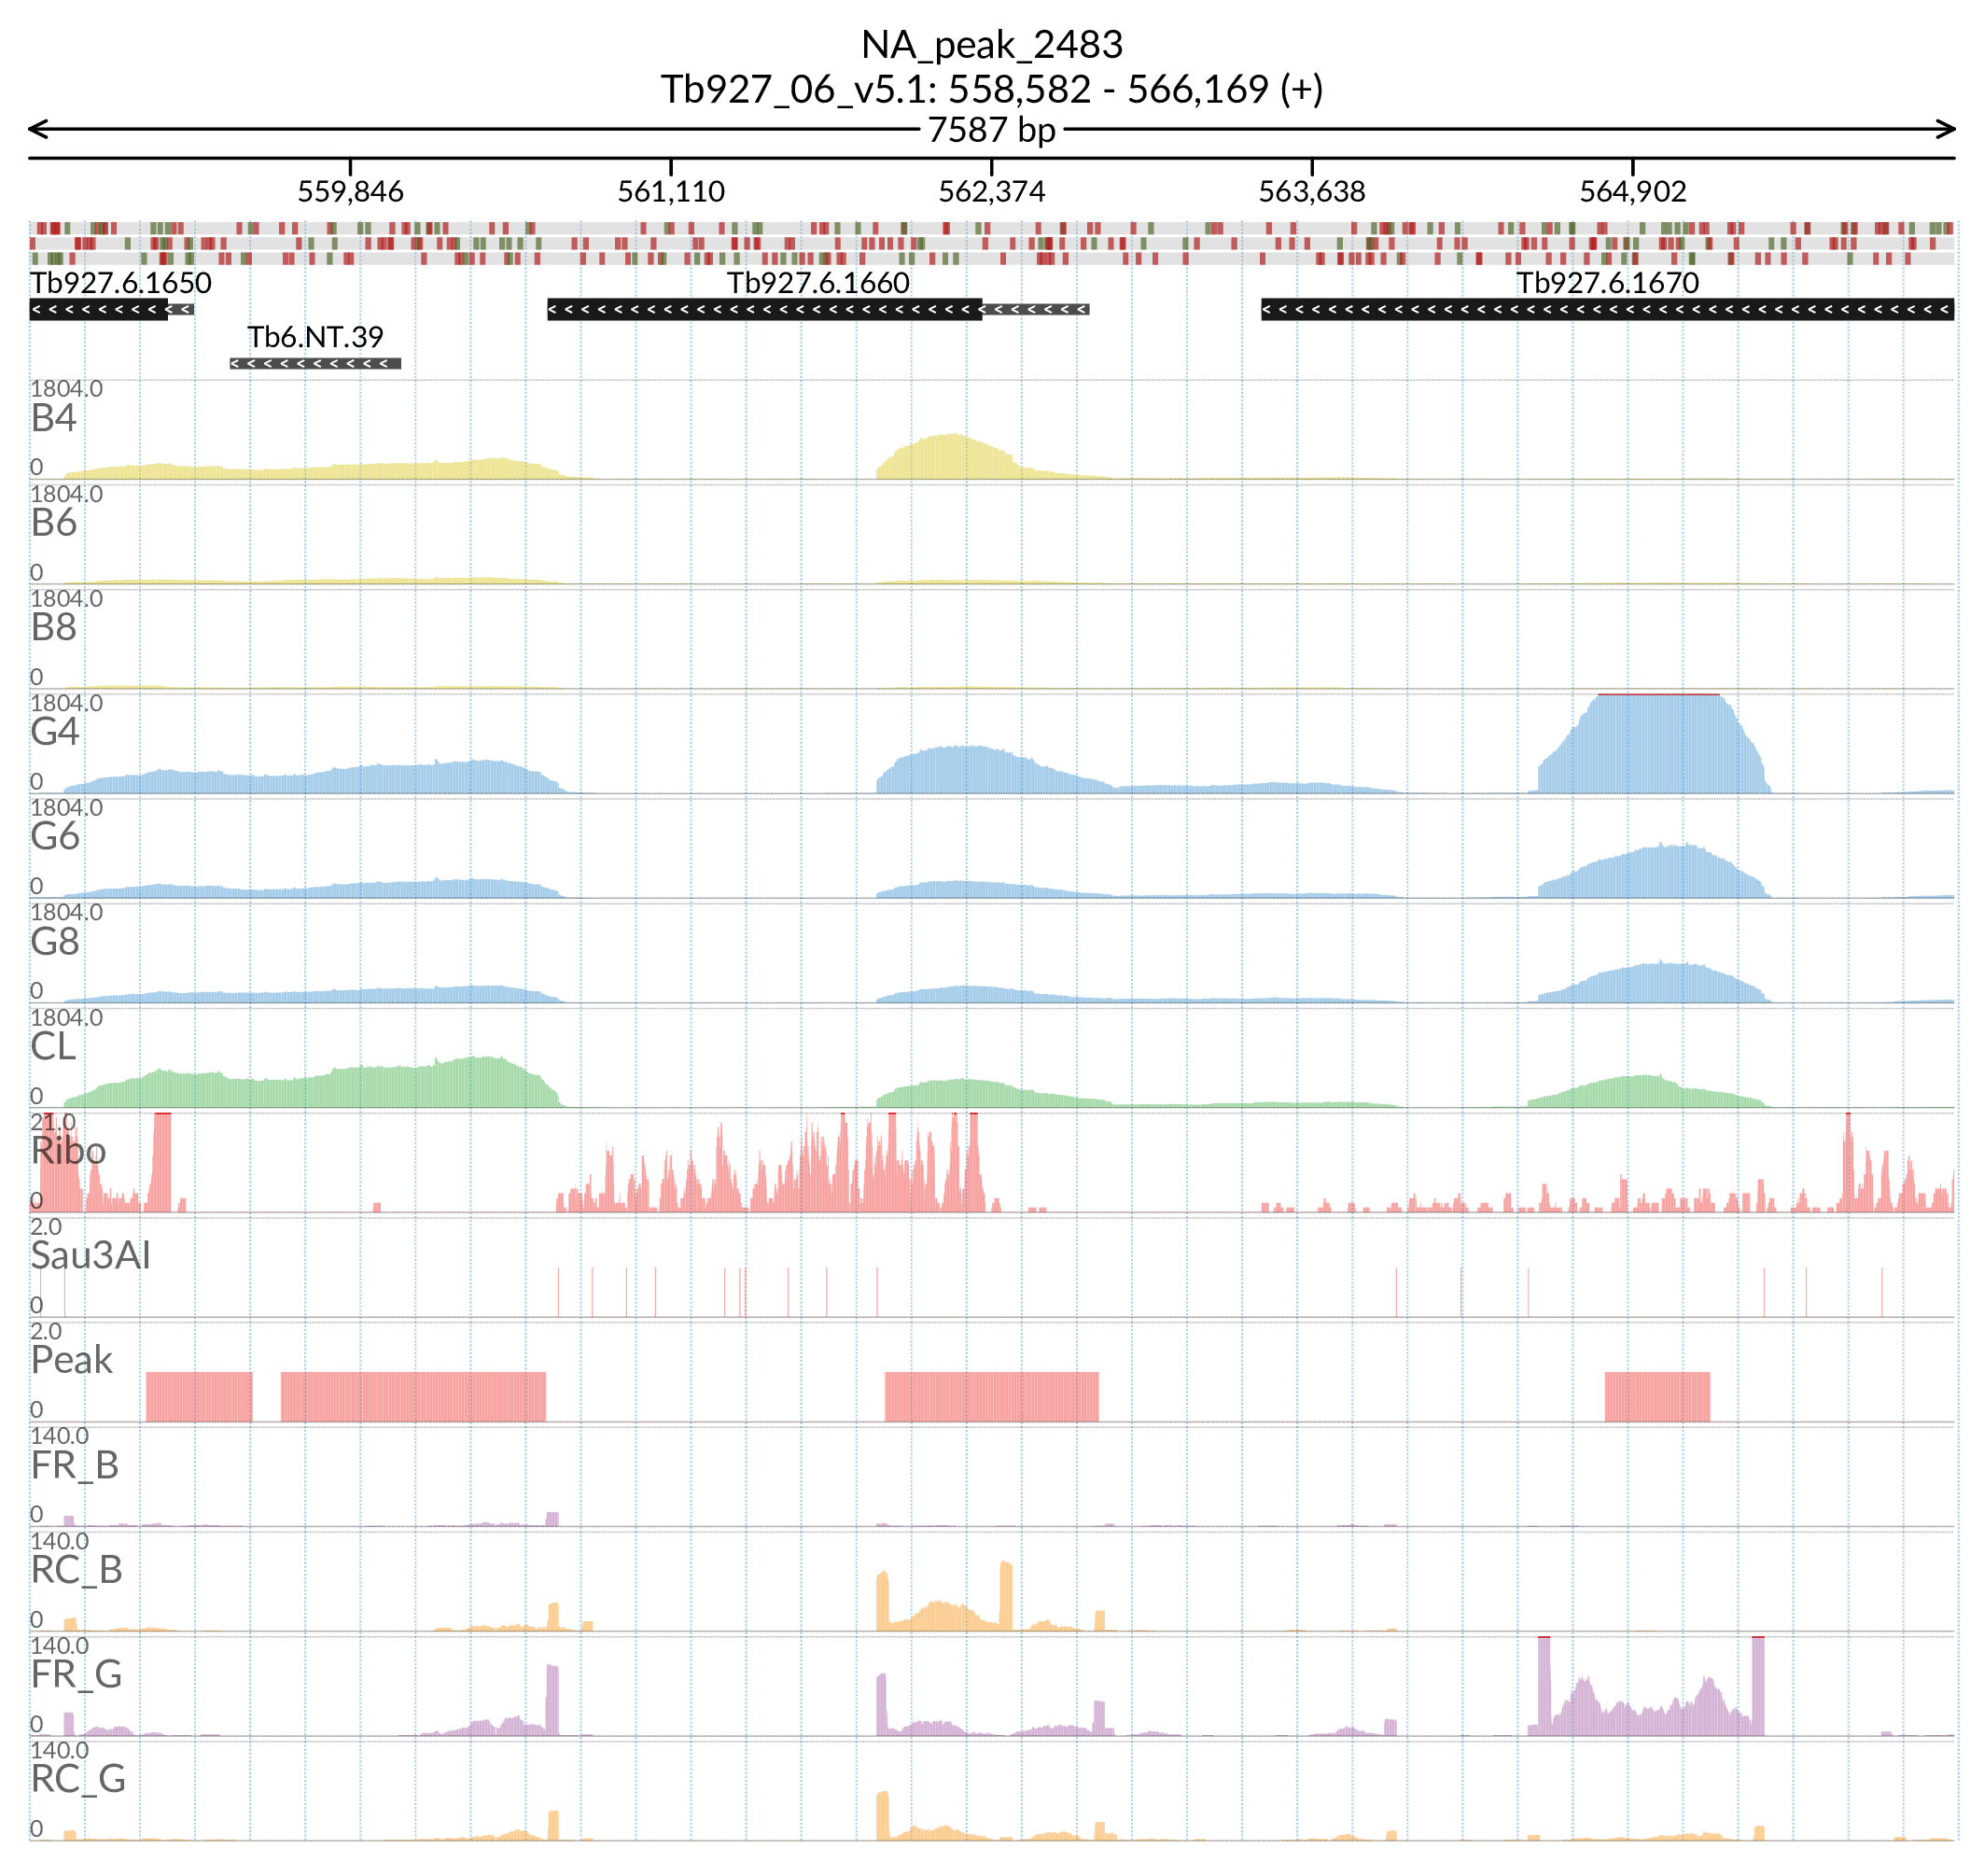 NA_peak_2483
Tb927_06_v5.1: 558,582 - 566,169 (+)
7587 bp
559,846 561,110 562,374 563,638 564,902
Tb927.6.1650 Tb927.6.1660 Tb927.6.1670
Tb6.NT.39
1804.0
B4
0
1804.0
B6
0
1804.0
B8
0
1804.0
G4
0
1804.0
G6
0
1804.0
G8
0
1804.0
CL
0
21.0
Ribo
0
2.0
Sau3AI
0
2.0
Peak
0
140.0
FR_B
0
140.0
RC_B
0
140.0
FR_G
0
140.0
RC_G
0